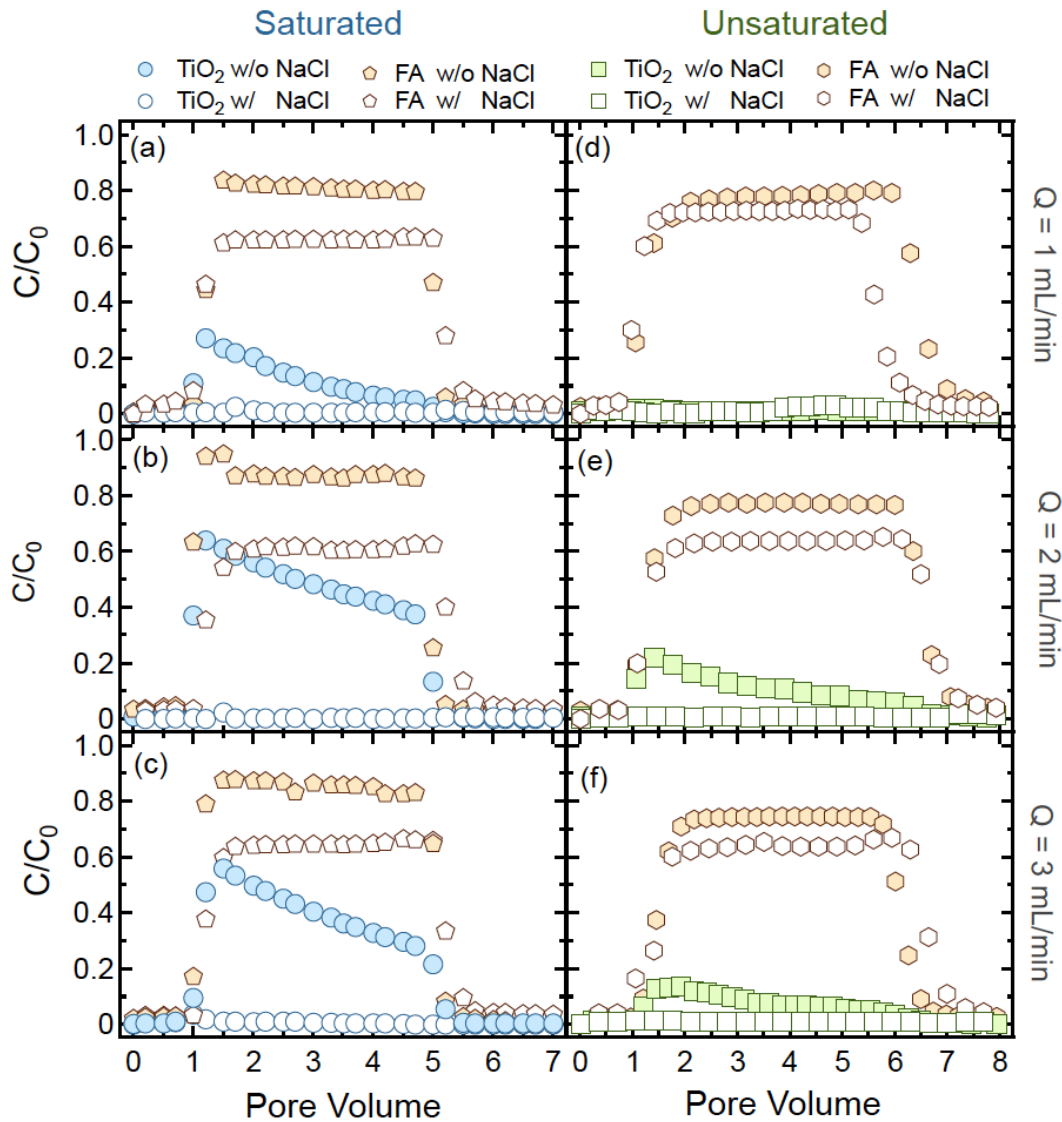 Saturated Unsaturated
TiO₂ w/o NaCl FA w/o NaCl TiO₂ w/o NaCl FA w/o NaCl
TiO₂ w/ NaCl FA w/ NaCl TiO₂ w/ NaCl FA w/ NaCl
(a) (d)
1.0
0.8
0.6
0.4
0.2
0
C/C₀
Q = 1 mL/min
(b) (e)
1.0
0.8
0.6
0.4
0.2
0
C/C₀
Q = 2 mL/min
(c) (f)
1.0
0.8
0.6
0.4
0.2
0
C/C₀
Q = 3 mL/min
0 1 2 3 4 5 6 7 0 1 2 3 4 5 6 7 8
Pore Volume Pore Volume